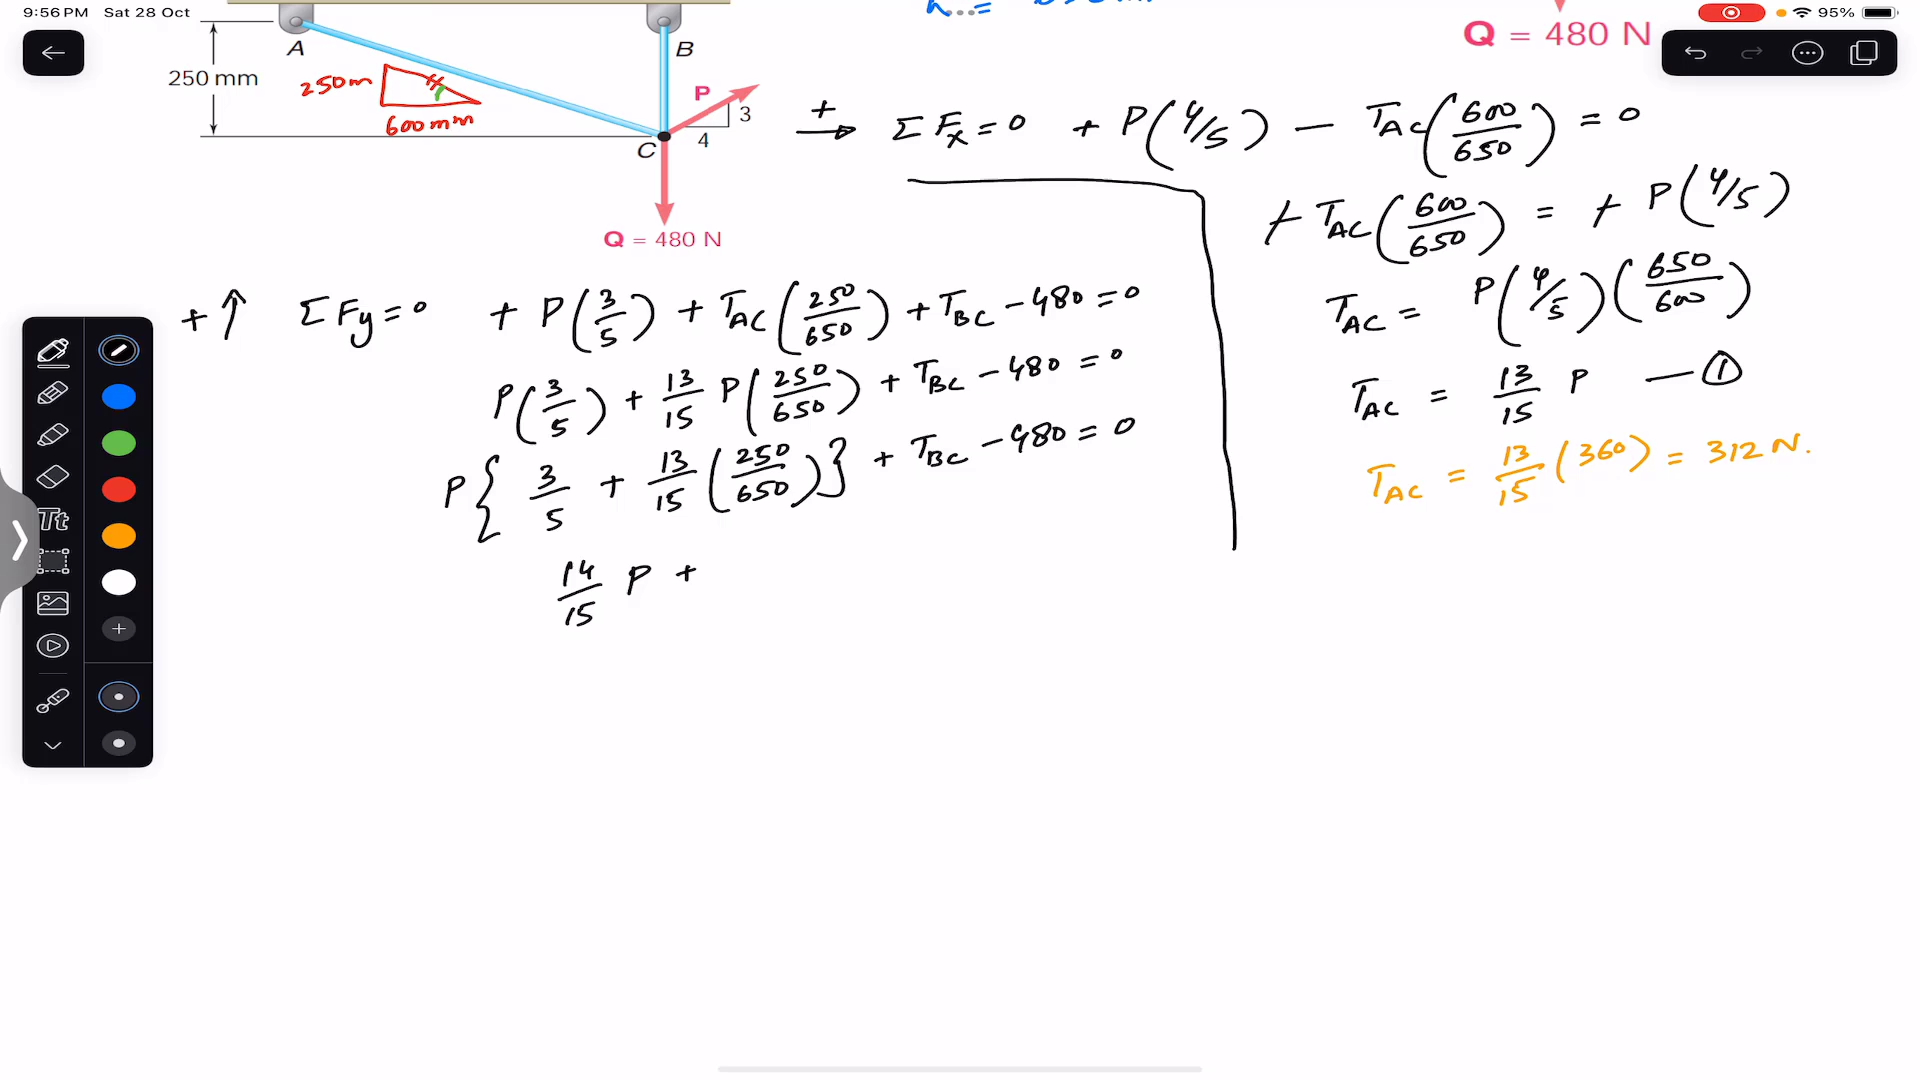 9:56 PM Sat 28 Oct
95%
Q = 480 N
A
B
250 mm
250m
600mm
P
3
4
C
Q = 480 N
+→ ΣFx = 0 + P(4/5) − TAC(600/650) = 0
+ TAC(600/650) = + P(4/5)
TAC = P(4/5)(650/600)
TAC = 13/15 P — ①
TAC = 13/15 (360) = 312 N.
+↑ ΣFy = 0 + P(3/5) + TAC(250/650) + TBC − 480 = 0
P(3/5) + 13/15 P(250/650) + TBC − 480 = 0
P{3/5 + 13/15 (250/650)} + TBC − 480 = 0
14/15 P +
Tt